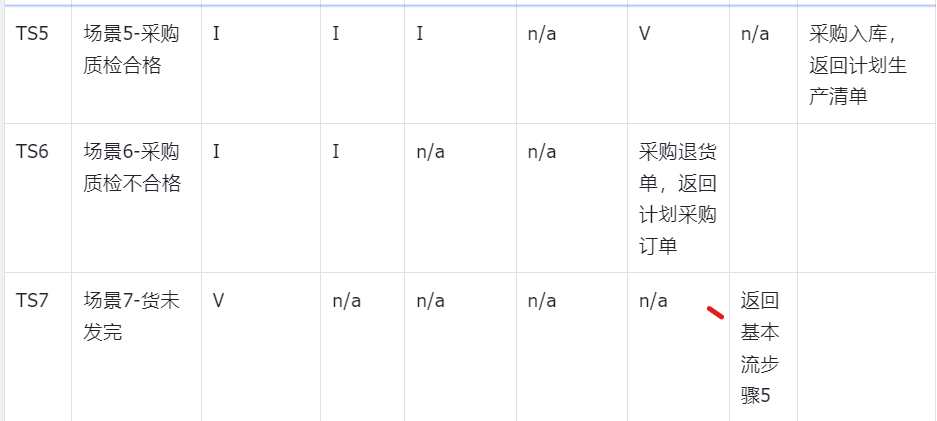 TS5 场景5-采购 I I I n/a V n/a 采购入库，
质检合格 返回计划生
产清单
TS6 场景6-采购 I I n/a n/a 采购退货
质检不合格 单，返回
计划采购
订单
TS7 场景7-货未 V n/a n/a n/a n/a 返回
发完 基本
流步
骤5